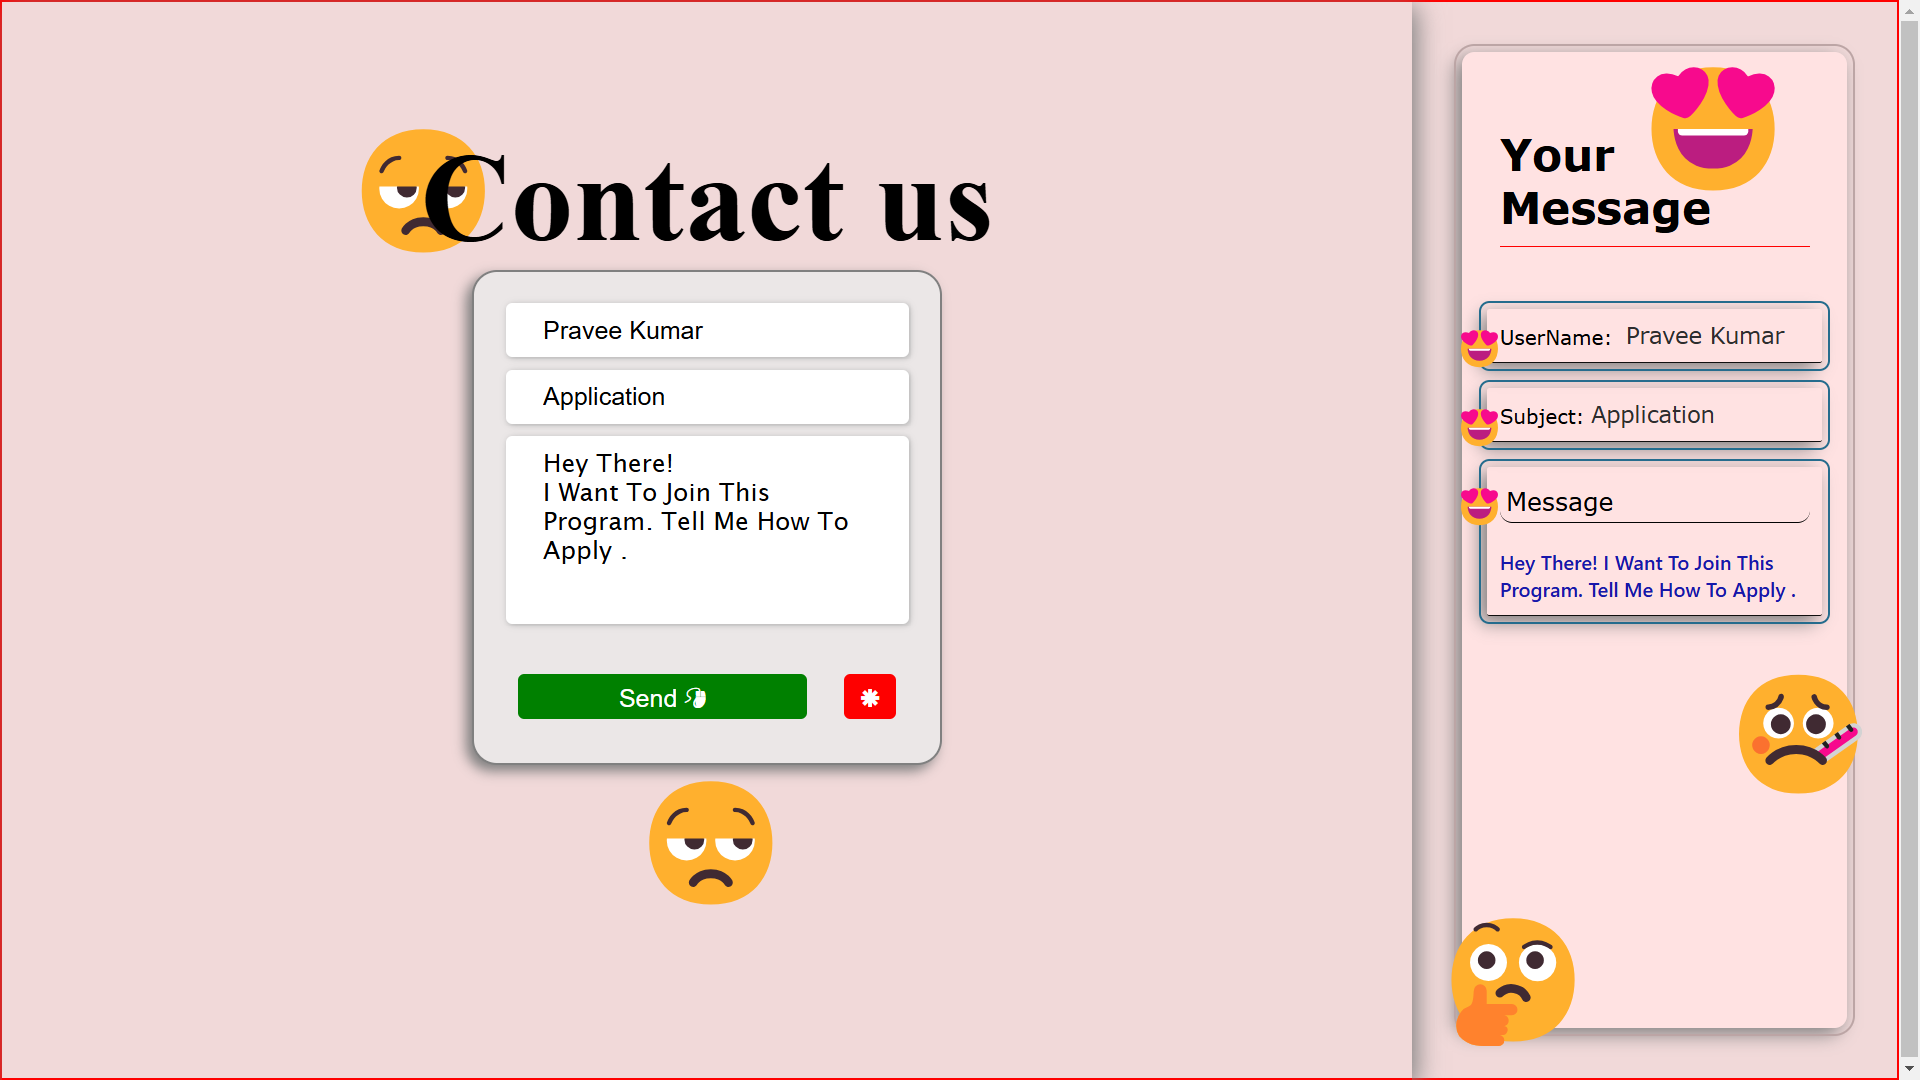 Contact us
Pravee Kumar
Application
Hey There!
I Want To Join This
Program. Tell Me How To
Apply .
Send
Your
Message
UserName: Pravee Kumar
Subject: Application
Message
Hey There! I Want To Join This
Program. Tell Me How To Apply .